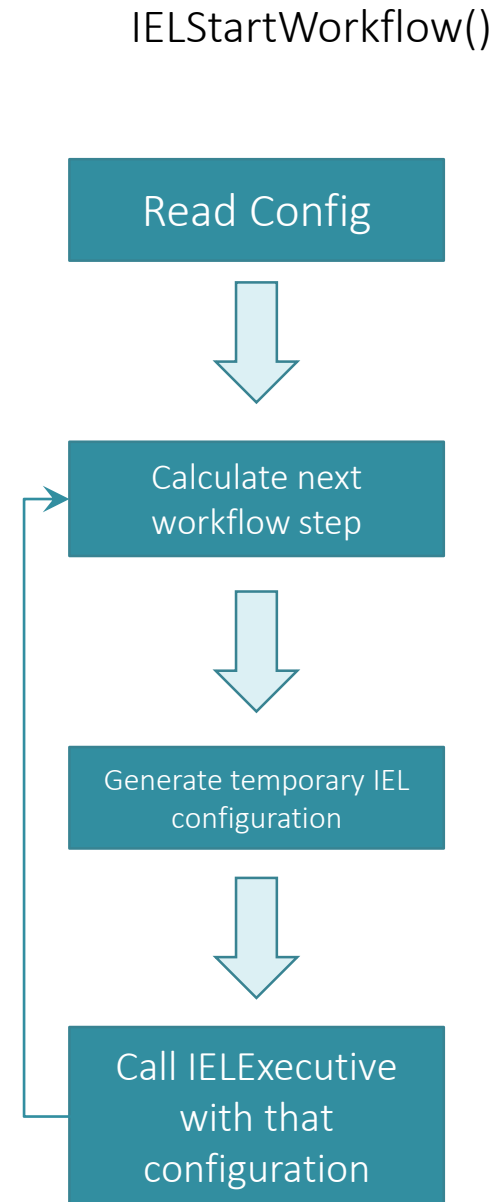 IELStartWorkflow()
Read Config
Calculate next
workflow step
Generate temporary IEL
configuration
Call IELExecutive
with that
configuration